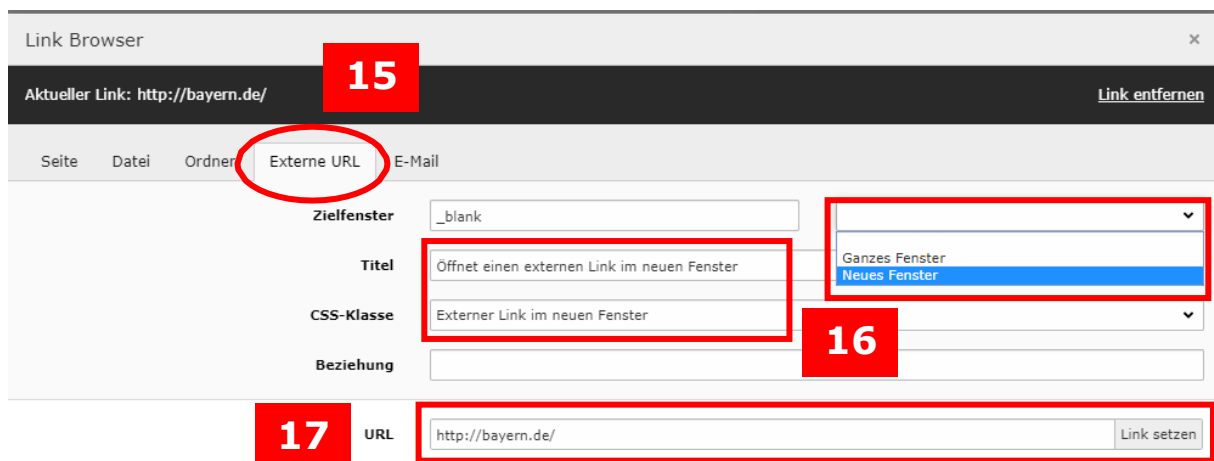 Link Browser ×
15
Aktueller Link: http://bayern.de/ Link entfernen
Seite Datei Ordner Externe URL E-Mail
Zielfenster _blank
Ganzes Fenster
Neues Fenster
Titel Öffnet einen externen Link im neuen Fenster
CSS-Klasse Externer Link im neuen Fenster
16
Beziehung
17 URL http://bayern.de/ Link setzen